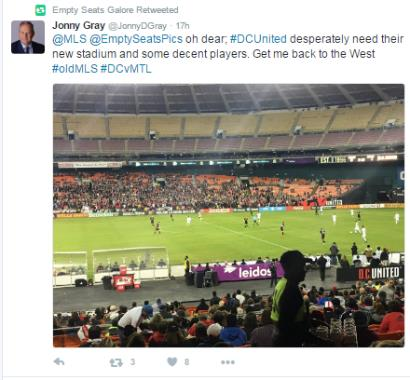 Empty Seats Galore Retweeted
Jonny Gray @JonnyDGray · 17h
@MLS @EmptySeatsPics oh dear; #DCUnited desperately need their
new stadium and some decent players. Get me back to the West
#oldMLS #DCvMTL
leidos
D.C. UNITED
3
8